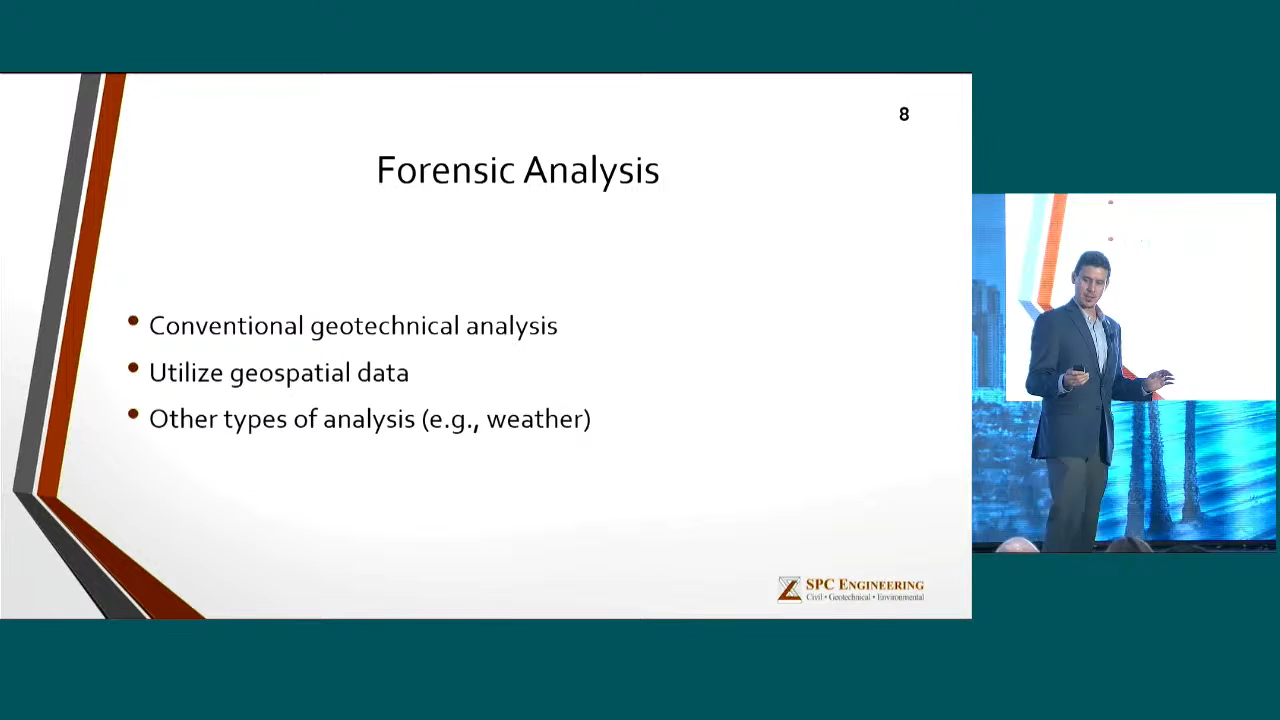 8
Forensic Analysis
• Conventional geotechnical analysis
• Utilize geospatial data
• Other types of analysis (e.g., weather)
SPC ENGINEERING
Civil • Geotechnical • Environmental